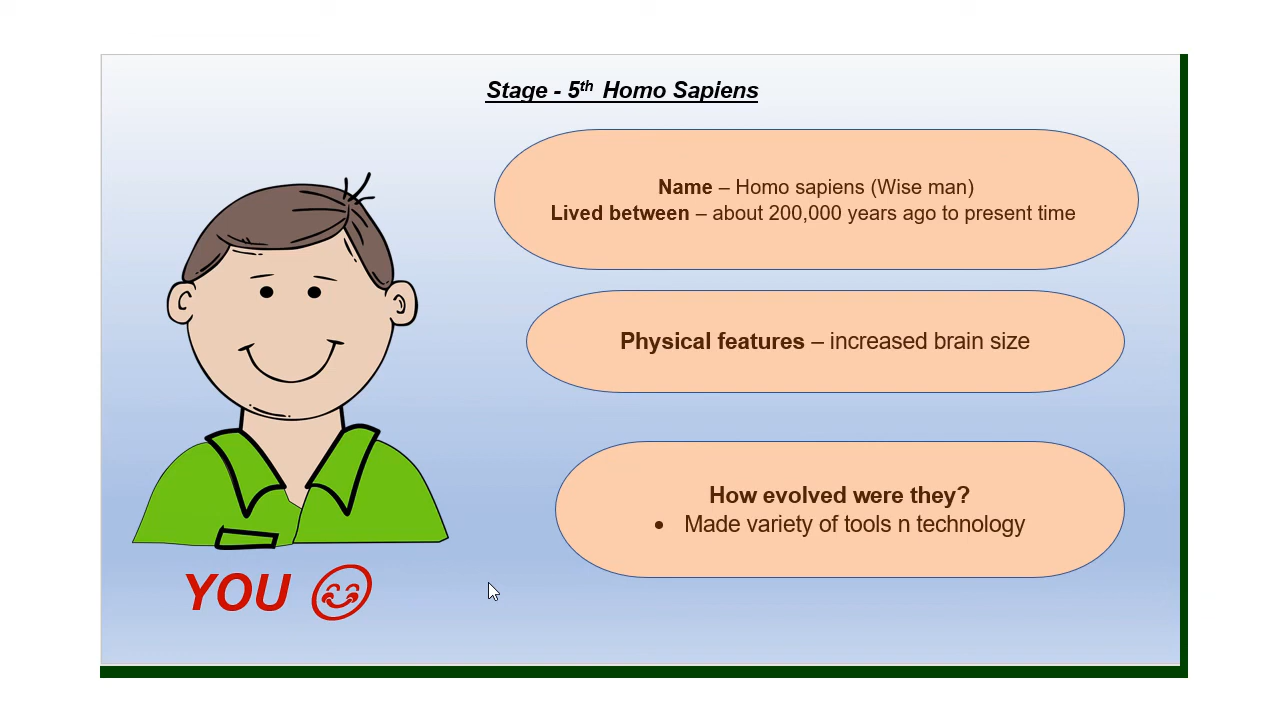 Stage - 5th Homo Sapiens
Name – Homo sapiens (Wise man)
Lived between – about 200,000 years ago to present time
Physical features – increased brain size
How evolved were they?
• Made variety of tools n technology
YOU 😊